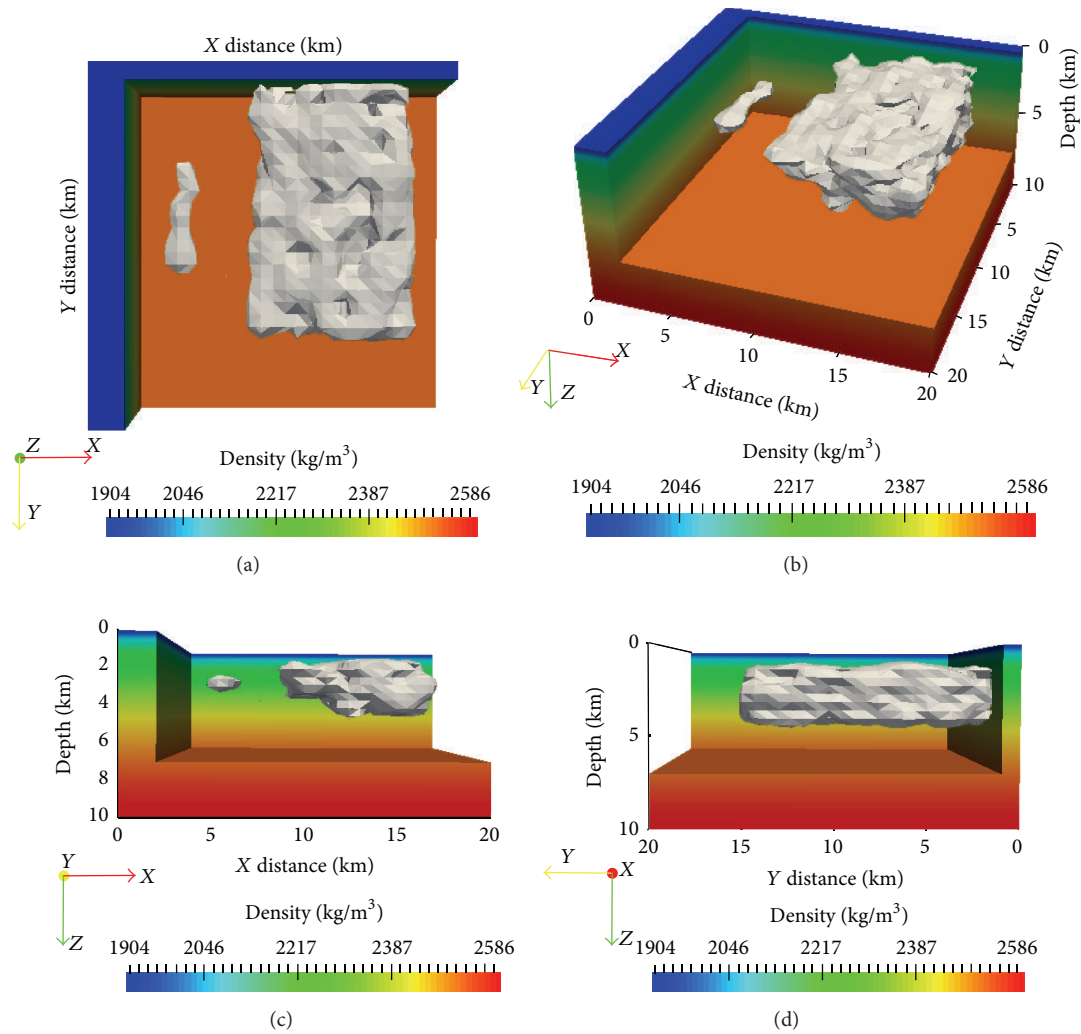 X distance (km)
Y distance (km)
Z
X
Y
Density (kg/m³)
1904 2046 2217 2387 2586
(a)
0
5
10
Depth (km)
5
10
15
20
Y distance (km)
0
5
10
15
20
X distance (km)
X
Y
Z
Density (kg/m³)
1904 2046 2217 2387 2586
(b)
0
2
4
6
8
10
Depth (km)
0 5 10 15 20
X distance (km)
Y
X
Z
Density (kg/m³)
1904 2046 2217 2387 2586
(c)
0
5
10
Depth (km)
20 15 10 5 0
Y distance (km)
Y
X
Z
Density (kg/m³)
1904 2046 2217 2387 2586
(d)